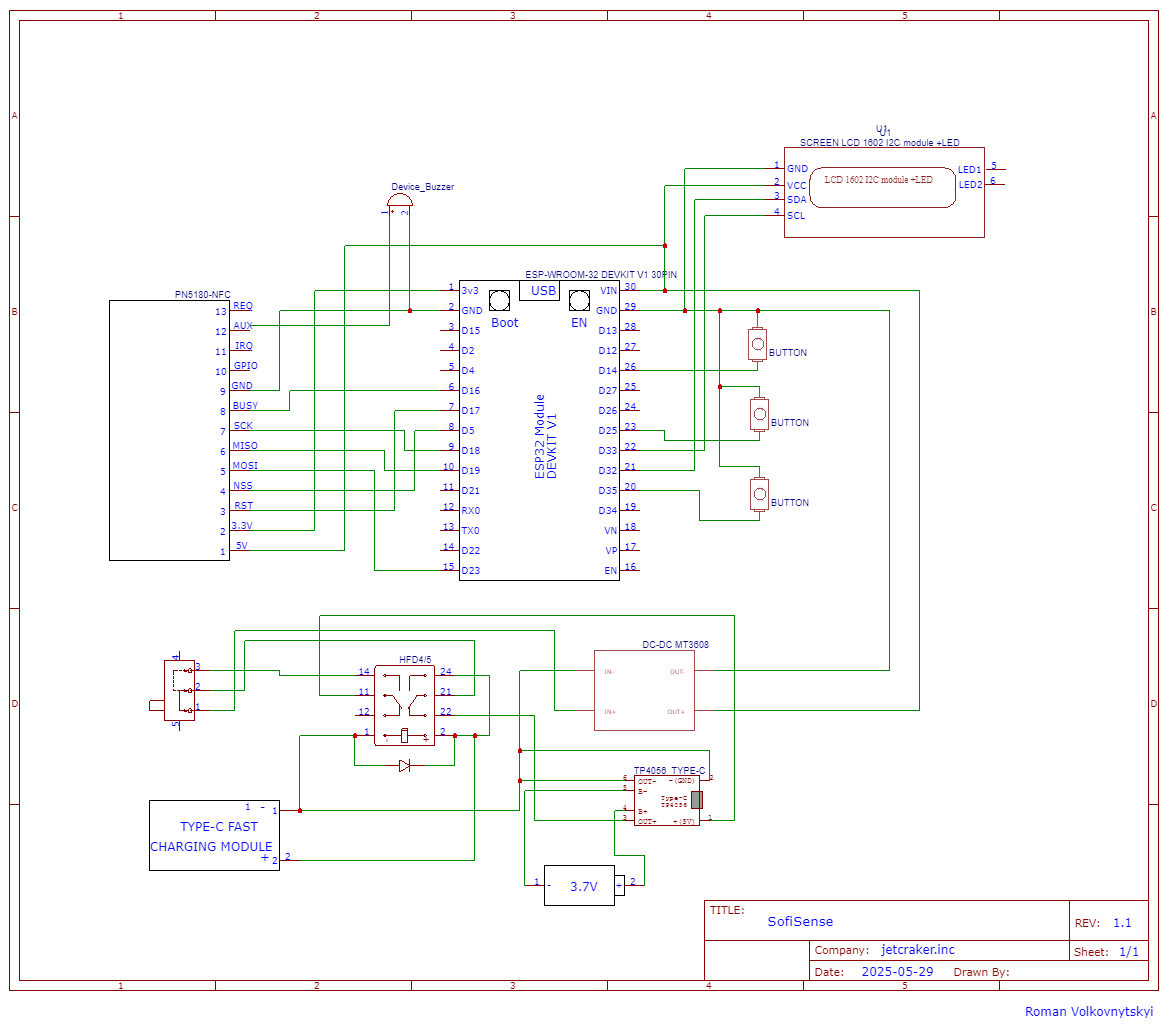 1 2 3 4 5
A A
U1
U1
SCREEN LCD 1602 I2C module +LED
1 GND
2 VCC
3 SDA
4 SCL
LCD 1602 I2C module +LED
LED1 5
LED2 6
Device_Buzzer
1 + 2
B B
PN5180-NFC
13 REQ
12 AUX
11 IRQ
10 GPIO
9 GND
8 BUSY
7 SCK
6 MISO
5 MOSI
4 NSS
3 RST
2 3.3V
1 5V
ESP-WROOM-32 DEVKIT V1 30PIN
USB
Boot EN
ESP32 Module
DEVKIT V1
1 3v3 VIN 30
2 GND GND 29
3 D15 D13 28
4 D2 D12 27
5 D4 D14 26
6 D16 D27 25
7 D17 D26 24
8 D5 D25 23
9 D18 D33 22
10 D19 D32 21
11 D21 D35 20
12 RX0 D34 19
13 TX0 VN 18
14 D22 VP 17
15 D23 EN 16
BUTTON
BUTTON
BUTTON
C C
D D
4
3
2
1
5
HFD4/5
14 24
11 21
12 22
1 - + 2
DC-DC MT3608
IN- OUT-
IN+ OUT+
TP4056_TYPE-C
6 OUT- -(GND) 2
5 B-
Type-C
TP4056
4 B+
3 OUT+ +(5V) 1
1 - 1
TYPE-C FAST
CHARGING MODULE
+ 2 2
1 - 3.7V + 2
TITLE:
SofiSense
REV: 1.1
Company: jetcraker.inc
Sheet: 1/1
Date: 2025-05-29 Drawn By:
1 2 3 4 5
Roman Volkovnytskyi